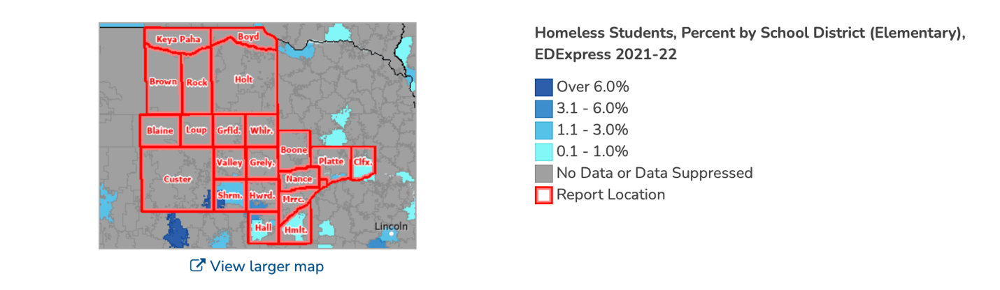 Keya Paha
Boyd
Brown
Rock
Holt
Blaine
Loup
Grfld.
Whlr.
Boone
Custer
Valley
Grely.
Platte
Clfx.
Nance
Shrm.
Hwrd.
Mrrc.
Hall
Hmlt.
Lincoln
View larger map
Homeless Students, Percent by School District (Elementary),
EDExpress 2021-22
Over 6.0%
3.1 - 6.0%
1.1 - 3.0%
0.1 - 1.0%
No Data or Data Suppressed
Report Location